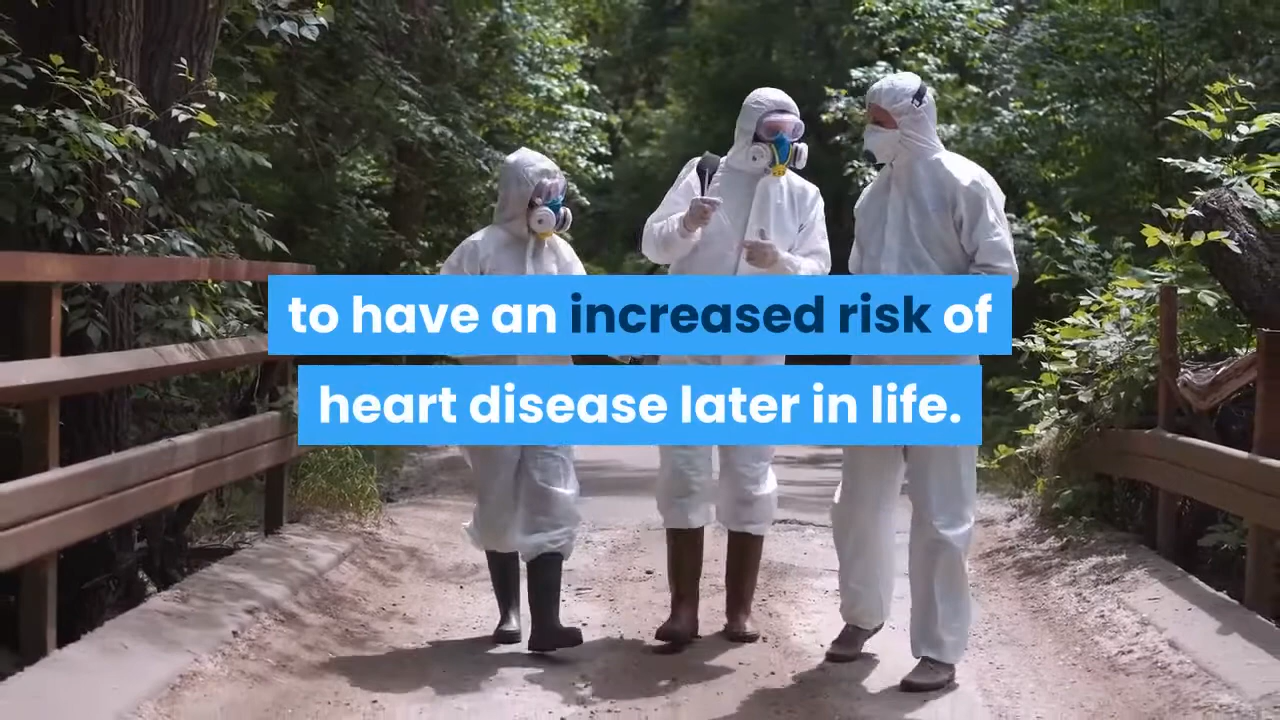 to have an increased risk of
heart disease later in life.